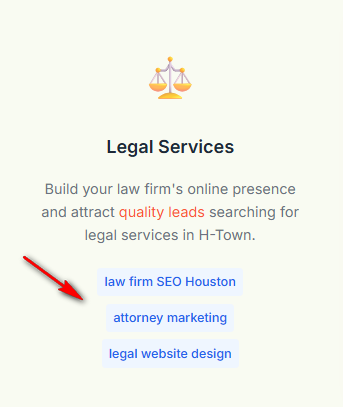 Legal Services
Build your law firm's online presence
and attract quality leads searching for
legal services in H-Town.
law firm SEO Houston
attorney marketing
legal website design